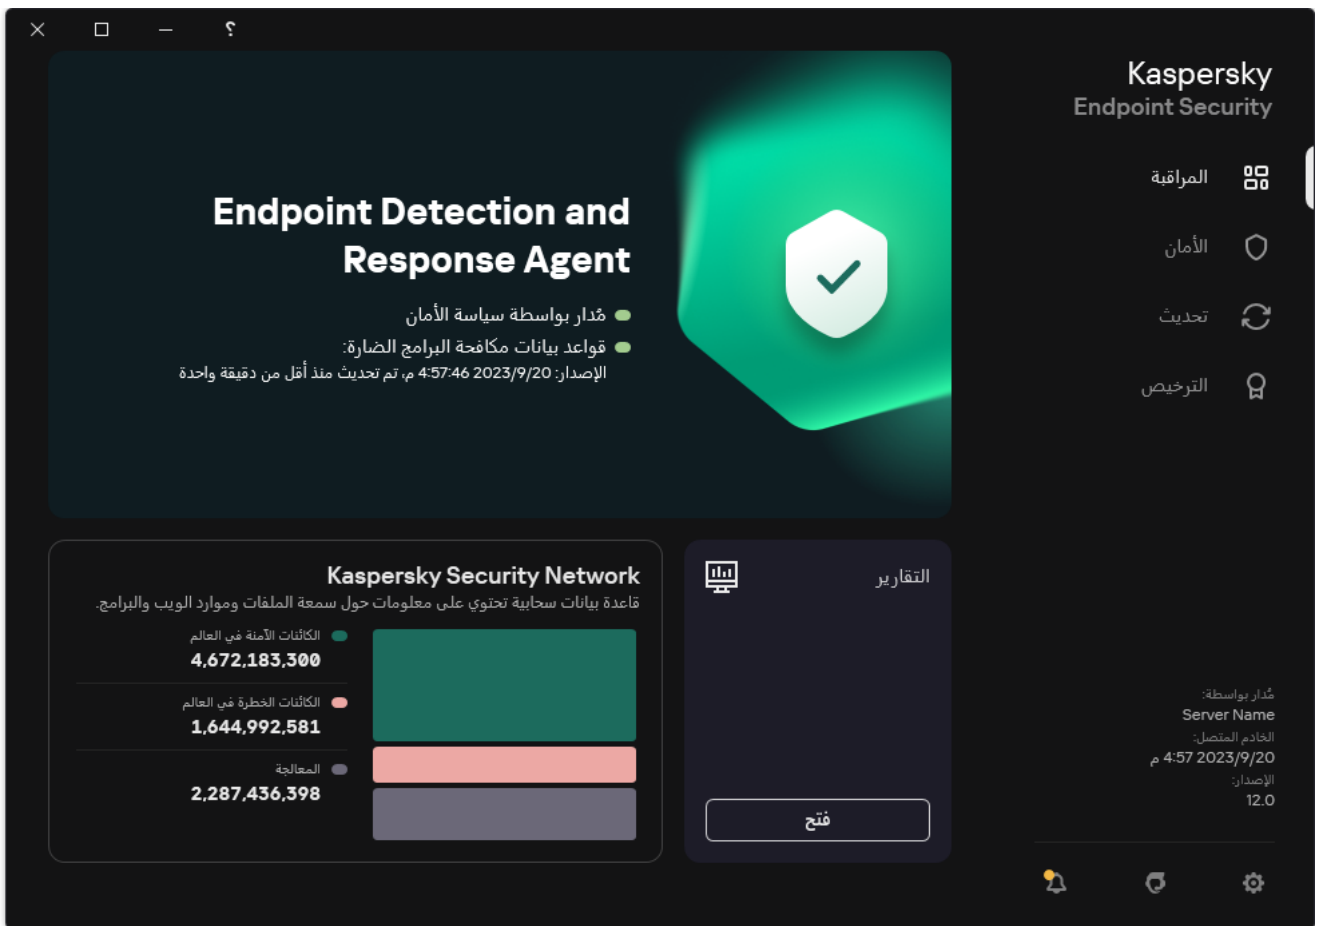 ؟
Kaspersky
Endpoint Security
المراقبة
الأمان
تحديث
الترخيص
Endpoint Detection and
Response Agent
مُدار بواسطة سياسة الأمان
قواعد بيانات مكافحة البرامج الضارة:
الإصدار: 2023/9/20 4:57:46 م، تم تحديث منذ أقل من دقيقة واحدة
التقارير
فتح
Kaspersky Security Network
قاعدة بيانات سحابية تحتوي على معلومات حول سمعة الملفات وموارد الويب والبرامج.
الكائنات الآمنة في العالم
4,672,183,300
الكائنات الخطرة في العالم
1,644,992,581
المعالجة
2,287,436,398
مُدار بواسطة:
Server Name
الخادم المتصل:
2023/9/20 4:57 م
الإصدار:
12.0